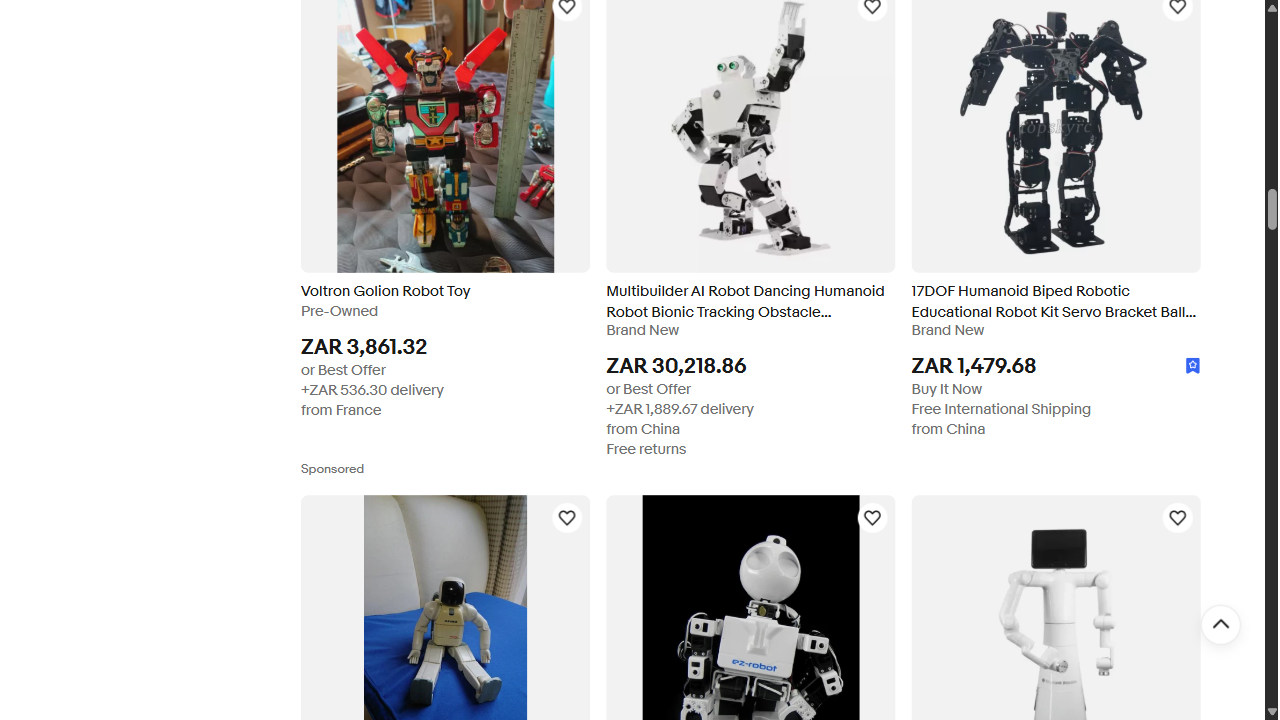 topskyrc
Voltron Golion Robot Toy
Pre-Owned
ZAR 3,861.32
or Best Offer
+ZAR 536.30 delivery
from France
Sponsored
Multibuilder AI Robot Dancing Humanoid
Robot Bionic Tracking Obstacle...
Brand New
ZAR 30,218.86
or Best Offer
+ZAR 1,889.67 delivery
from China
Free returns
17DOF Humanoid Biped Robotic
Educational Robot Kit Servo Bracket Ball...
Brand New
ZAR 1,479.68
Buy It Now
Free International Shipping
from China
ez-robot